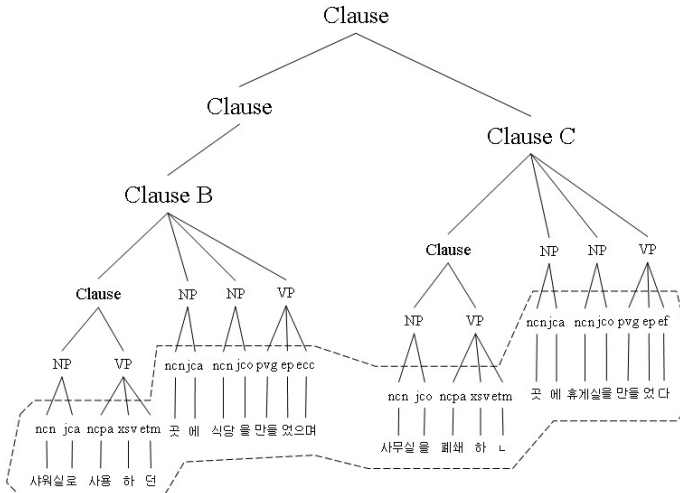 Clause
Clause
Clause C
Clause B
Clause NP NP VP
Clause NP NP VP
NP VP ncn jca ncn jco pvg ep ef
NP VP ncn jca ncn jco pvg ep ecc
ncn jco ncpa xsv etm 곳 에 휴게실 을 만들 었 다
ncn jca ncpa xsv etm 곳 에 식당 을 만들 었 으며
사무실 을 폐쇄 하 ㄴ
샤워실 로 사용 하 던